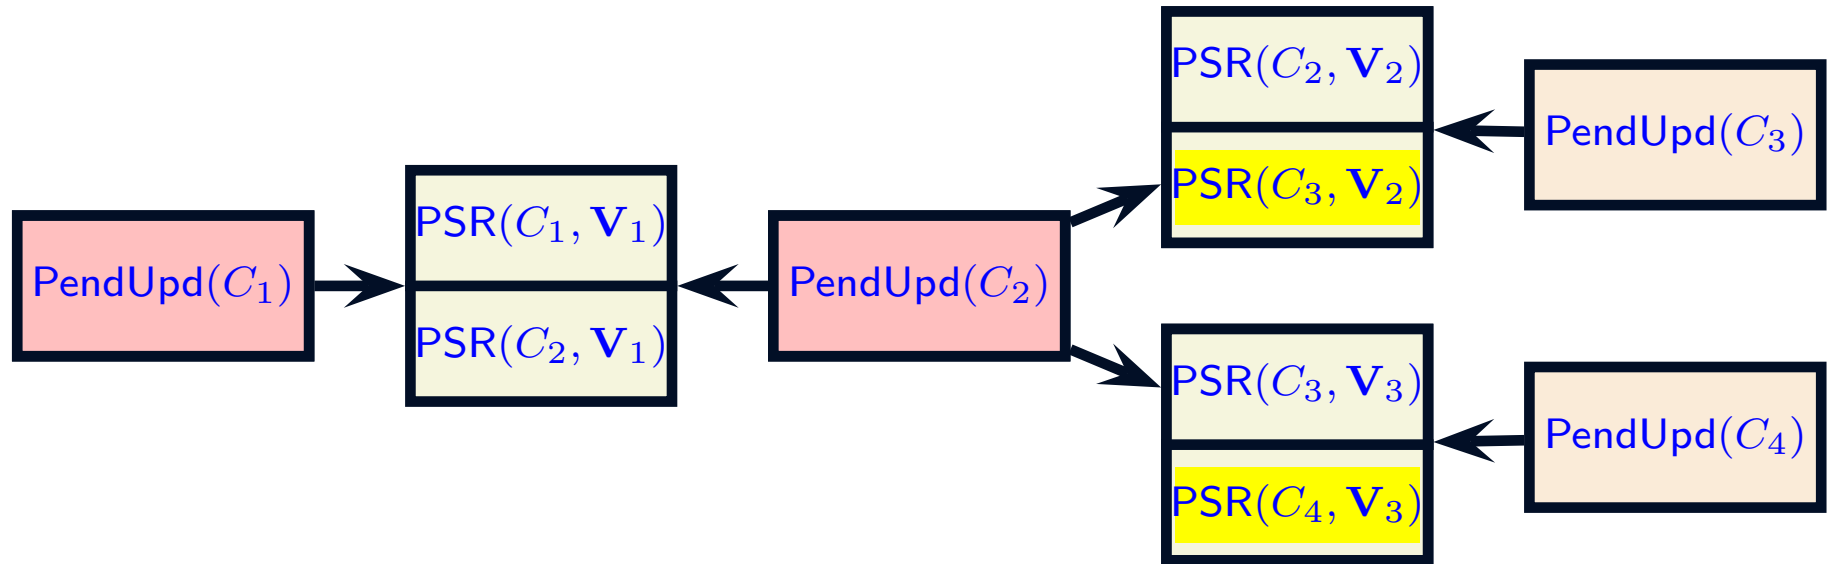 PendUpd(C₁)
PSR(C₁, V₁)
PSR(C₂, V₁)
PendUpd(C₂)
PSR(C₂, V₂)
PSR(C₃, V₂)
PendUpd(C₃)
PSR(C₃, V₃)
PSR(C₄, V₃)
PendUpd(C₄)